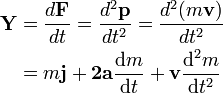 𝐘 = d𝐅/dt = d²𝐩/dt² = d²(m𝐯)/dt²
= m𝐣 + 𝟐𝐚 dm/dt + 𝐯 d²m/dt²